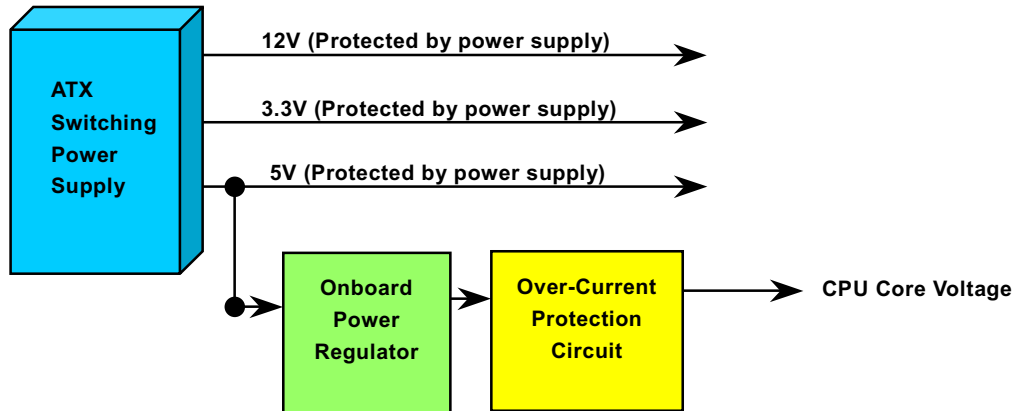 12V (Protected by power supply)
ATX
Switching
Power
Supply
3.3V (Protected by power supply)
5V (Protected by power supply)
Onboard
Power
Regulator
Over-Current
Protection
Circuit
CPU Core Voltage